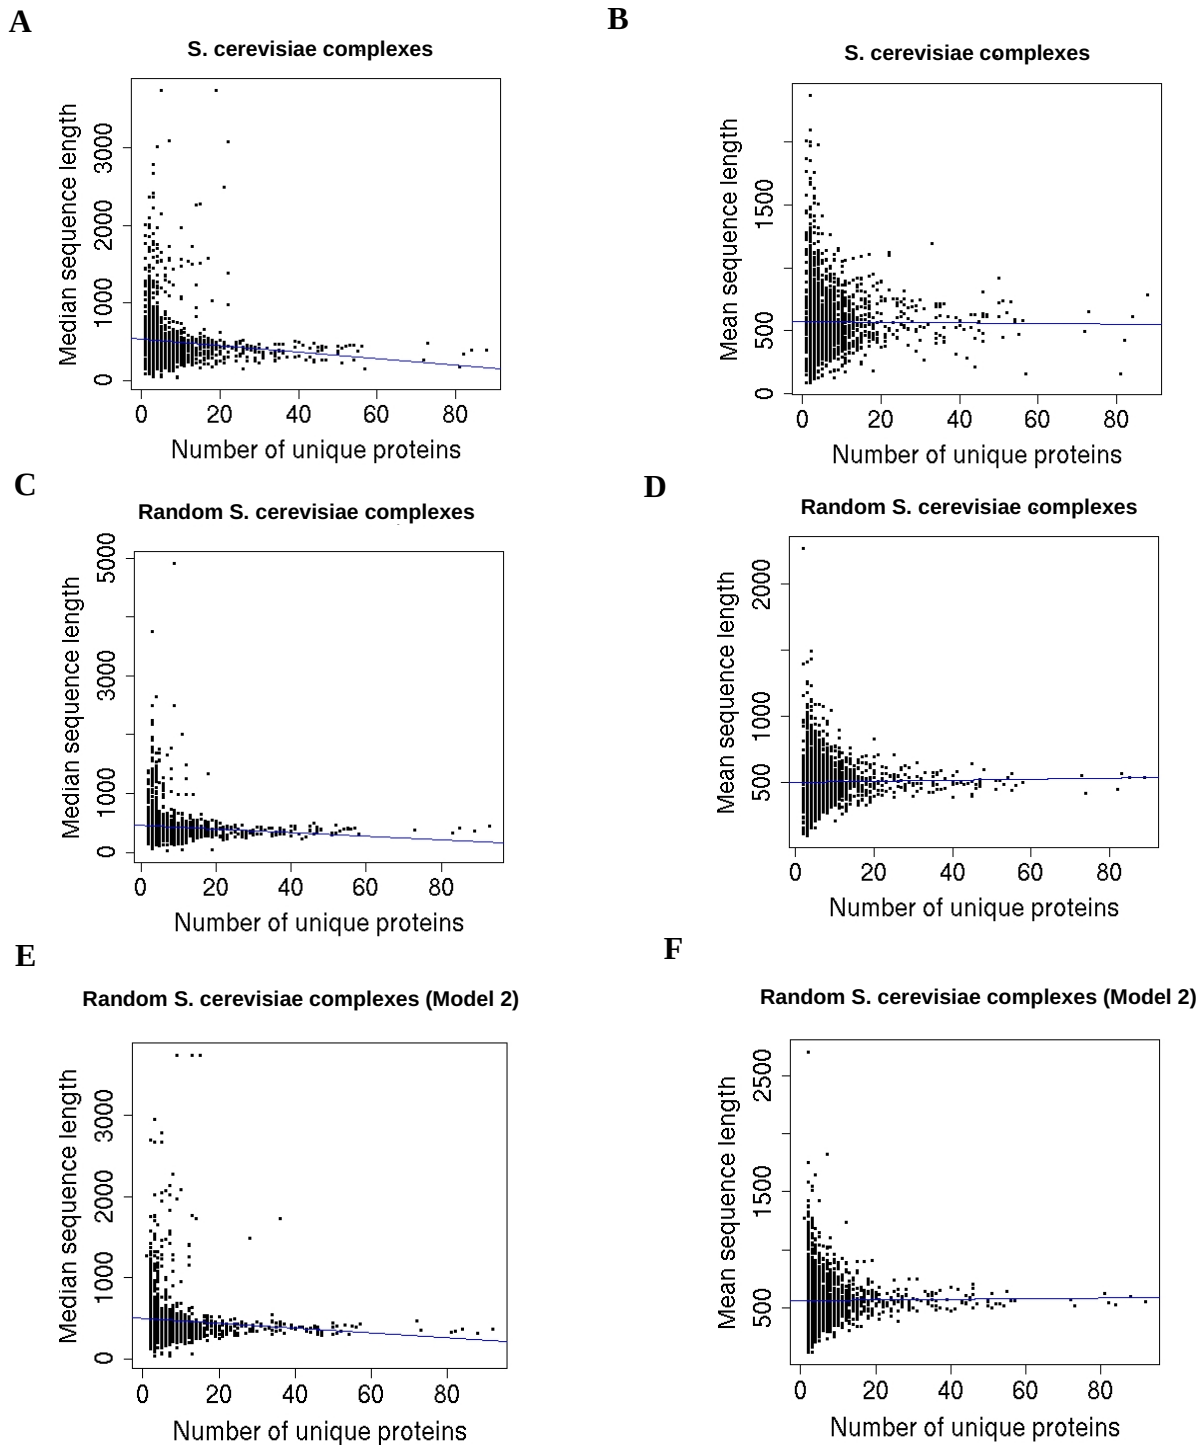 A
S. cerevisiae complexes
Median sequence length
0 1000 2000 3000
0 20 40 60 80
Number of unique proteins
B
S. cerevisiae complexes
Mean sequence length
0 500 1500
0 20 40 60 80
Number of unique proteins
C
Random S. cerevisiae complexes
Median sequence length
0 1000 3000 5000
0 20 40 60 80
Number of unique proteins
D
Random S. cerevisiae complexes
Mean sequence length
500 1000 2000
0 20 40 60 80
Number of unique proteins
E
Random S. cerevisiae complexes (Model 2)
Median sequence length
0 1000 2000 3000
0 20 40 60 80
Number of unique proteins
F
Random S. cerevisiae complexes (Model 2)
Mean sequence length
500 1500 2500
0 20 40 60 80
Number of unique proteins